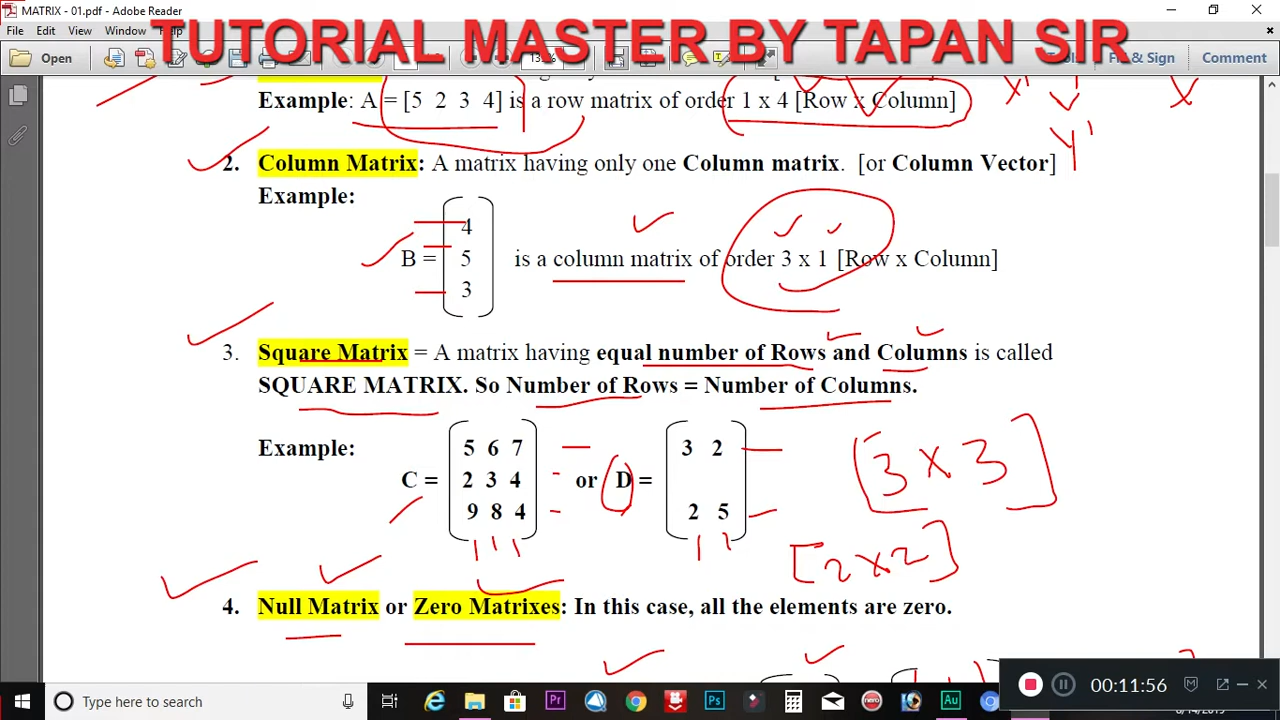 MATRIX - 01.pdf - Adobe Reader
TUTORIAL MASTER BY TAPAN SIR
File Edit View Window Help
Open
Fill & Sign Comment
Example: A = [5 2 3 4] is a row matrix of order 1 x 4 [Row x Column]
X'
Y'
2. Column Matrix: A matrix having only one Column matrix. [or Column Vector]
Example:
4
B = 5 is a column matrix of order 3 x 1 [Row x Column]
3
3. Square Matrix = A matrix having equal number of Rows and Columns is called
SQUARE MATRIX. So Number of Rows = Number of Columns.
Example: 5 6 7 3 2
C = 2 3 4 or D =
9 8 4 2 5
[3 x 3]
[2x2]
4. Null Matrix or Zero Matrixes: In this case, all the elements are zero.
00:11:56
Type here to search